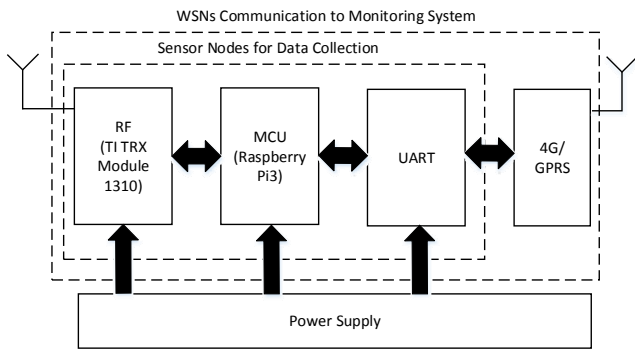 WSNs Communication to Monitoring System
Sensor Nodes for Data Collection
RF
(TI TRX
Module
1310)
MCU
(Raspberry
Pi3)
UART
4G/
GPRS
Power Supply